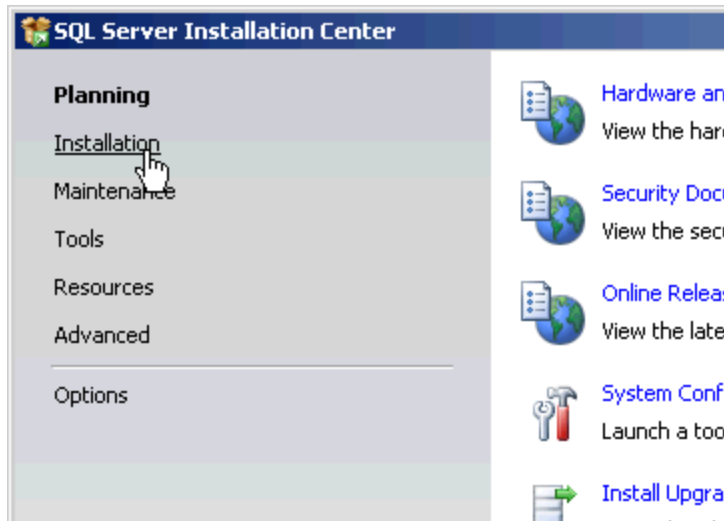 SQL Server Installation Center
Planning
Installation
Maintenance
Tools
Resources
Advanced
Options
Hardware an
View the hard
Security Docu
View the secu
Online Releas
View the late
System Conf
Launch a too
Install Upgra